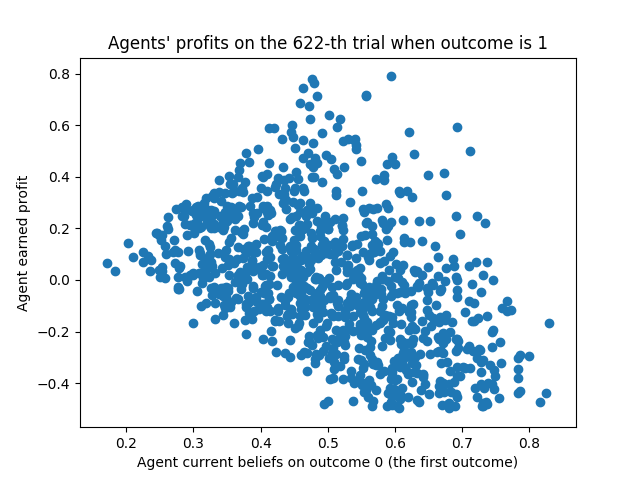 Agents' profits on the 622-th trial when outcome is 1
0.8
0.6
0.4
0.2
0.0
−0.2
−0.4
Agent earned profit
0.2 0.3 0.4 0.5 0.6 0.7 0.8
Agent current beliefs on outcome 0 (the first outcome)